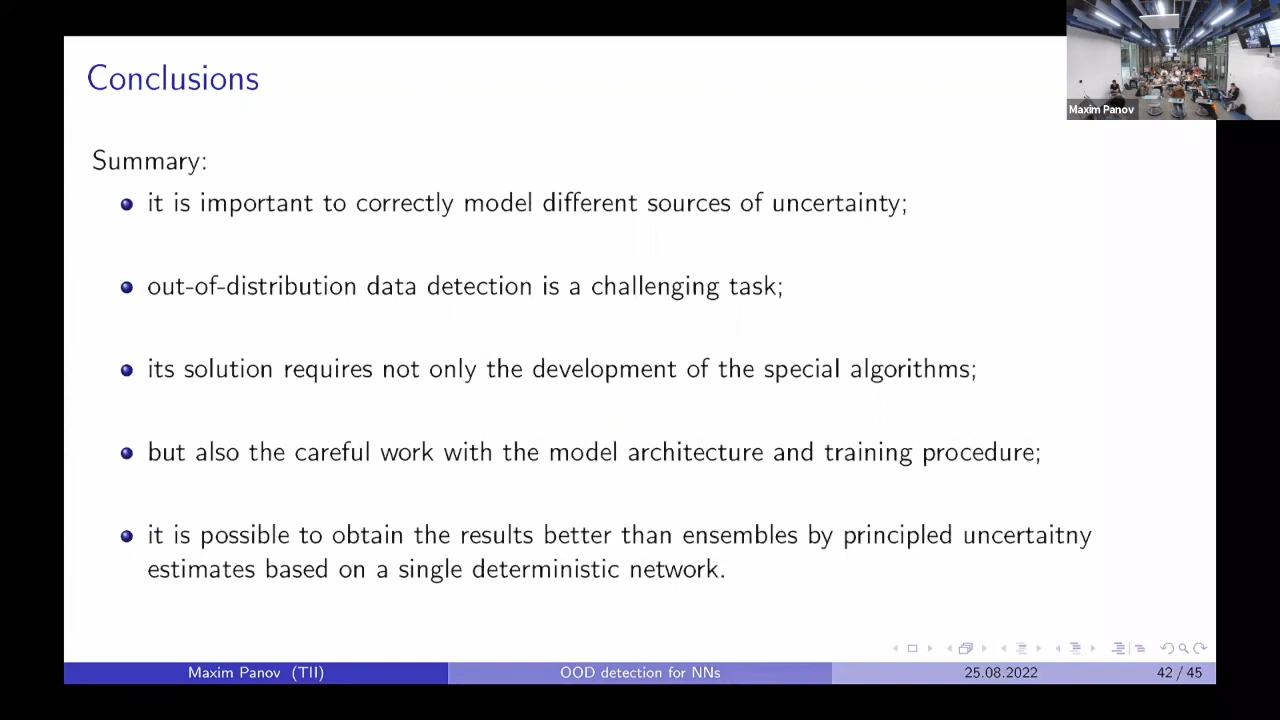 Conclusions
Maxim Panov
Summary:
it is important to correctly model different sources of uncertainty;
out-of-distribution data detection is a challenging task;
its solution requires not only the development of the special algorithms;
but also the careful work with the model architecture and training procedure;
it is possible to obtain the results better than ensembles by principled uncertaitny
estimates based on a single deterministic network.
Maxim Panov (TII) OOD detection for NNs 25.08.2022 42 / 45